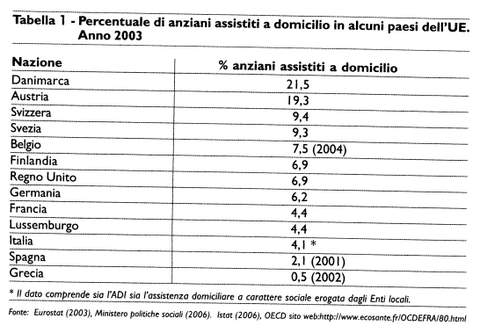 Tabella 1 - Percentuale di anziani assistiti a domicilio in alcuni paesi dell'UE.
Anno 2003
Nazione % anziani assistiti a domicilio
Danimarca 21,5
Austria 19,3
Svizzera 9,4
Svezia 9,3
Belgio 7,5 (2004)
Finlandia 6,9
Regno Unito 6,9
Germania 6,2
Francia 4,4
Lussemburgo 4,4
Italia 4,1 *
Spagna 2,1 (2001)
Grecia 0,5 (2002)
* Il dato comprende sia l'ADI sia l'assistenza domiciliare a carattere sociale erogata dagli Enti locali.
Fonte: Eurostat (2003), Ministero politiche sociali (2006). Istat (2006), OECD sito web:http://www.ecosante.fr/OCDEFRA/80.html